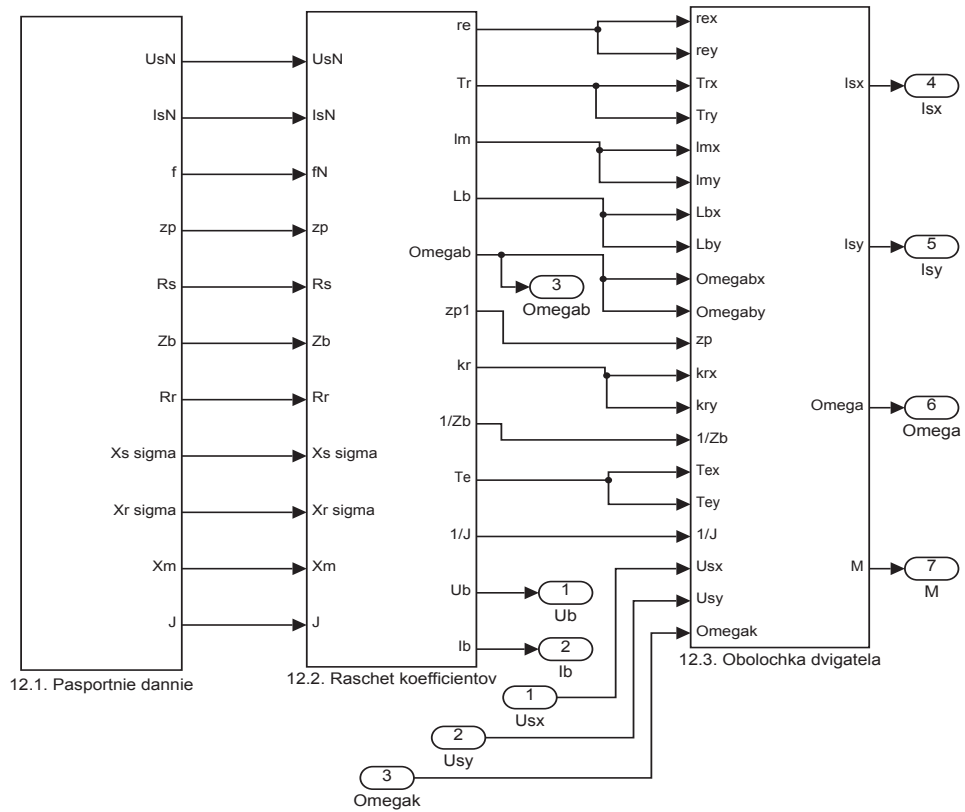 UsN
IsN
f
zp
Rs
Zb
Rr
Xs sigma
Xr sigma
Xm
J
12.1. Pasportnie dannie
UsN
IsN
fN
zp
Rs
Zb
Rr
Xs sigma
Xr sigma
Xm
J
re
Tr
lm
Lb
Omegab
zp1
kr
1/Zb
Te
1/J
Ub
Ib
12.2. Raschet koefficientov
3
Omegab
1
Ub
2
Ib
1
Usx
2
Usy
3
Omegak
rex
rey
Trx
Try
lmx
lmy
Lbx
Lby
Omegabx
Omegaby
zp
krx
kry
1/Zb
Tex
Tey
1/J
Usx
Usy
Omegak
Isx
Isy
Omega
M
12.3. Obolochka dvigatela
4
Isx
5
Isy
6
Omega
7
M